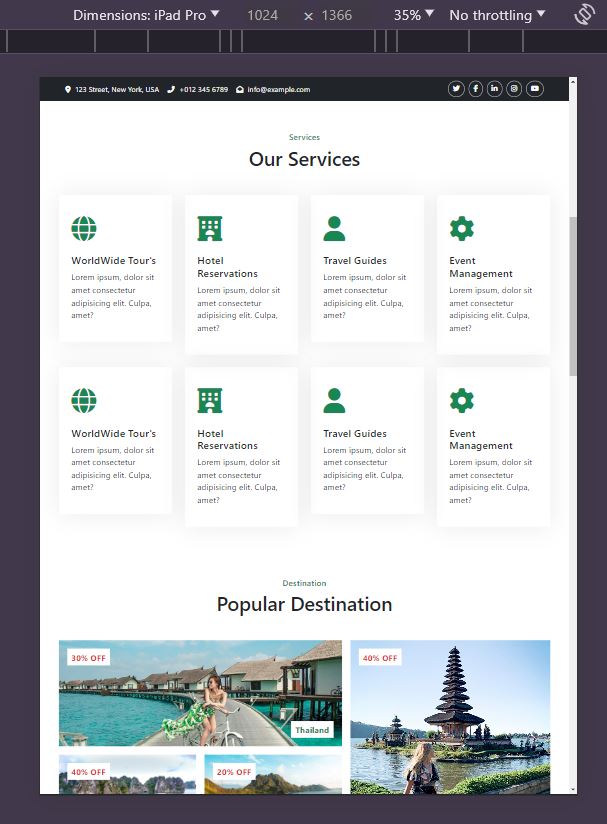 Dimensions: iPad Pro ▼ 1024 × 1366 35% ▼ No throttling ▼
123 Street, New York, USA +012 345 6789 info@example.com
Services
Our Services
WorldWide Tour's
Lorem ipsum, dolor sit
amet consectetur
adipisicing elit. Culpa,
amet?
Hotel
Reservations
Lorem ipsum, dolor sit
amet consectetur
adipisicing elit. Culpa,
amet?
Travel Guides
Lorem ipsum, dolor sit
amet consectetur
adipisicing elit. Culpa,
amet?
Event
Management
Lorem ipsum, dolor sit
amet consectetur
adipisicing elit. Culpa,
amet?
WorldWide Tour's
Lorem ipsum, dolor sit
amet consectetur
adipisicing elit. Culpa,
amet?
Hotel
Reservations
Lorem ipsum, dolor sit
amet consectetur
adipisicing elit. Culpa,
amet?
Travel Guides
Lorem ipsum, dolor sit
amet consectetur
adipisicing elit. Culpa,
amet?
Event
Management
Lorem ipsum, dolor sit
amet consectetur
adipisicing elit. Culpa,
amet?
Destination
Popular Destination
30% OFF
Thailand
40% OFF
40% OFF
20% OFF